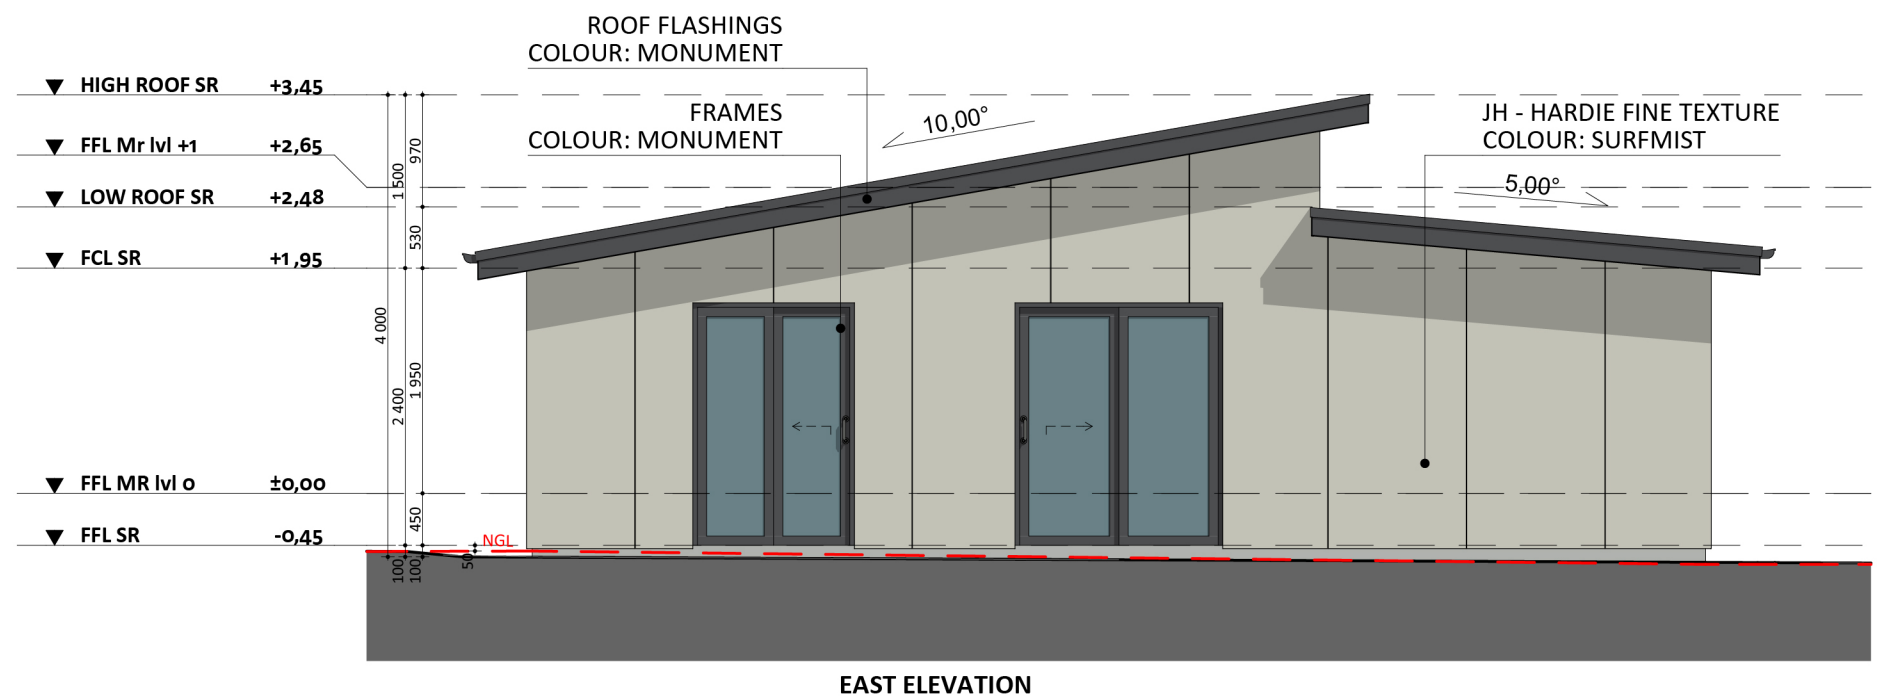 ROOF FLASHINGS
COLOUR: MONUMENT
HIGH ROOF SR +3,45
FRAMES
COLOUR: MONUMENT
10,00°
JH - HARDIE FINE TEXTURE
COLOUR: SURFMIST
FFL Mr lvl +1 +2,65
970
1 500
5,00°
LOW ROOF SR +2,48
530
FCL SR +1,95
4 000
1 950
2 400
FFL MR lvl 0 ±0,00
450
FFL SR -0,45
NGL
50
100
100
EAST ELEVATION